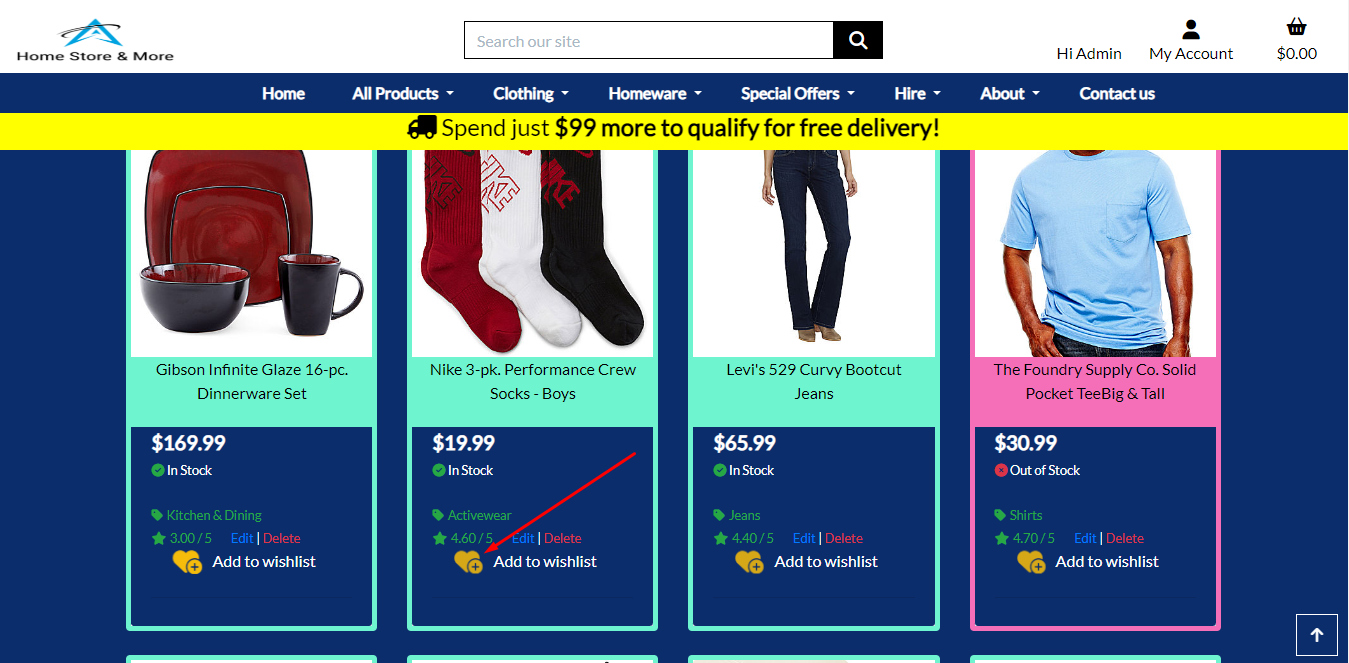 Home Store & More
Search our site
Hi Admin
My Account
$0.00
Home
All Products
Clothing
Homeware
Special Offers
Hire
About
Contact us
Spend just $99 more to qualify for free delivery!
NIKE
Gibson Infinite Glaze 16-pc.
Dinnerware Set
$169.99
In Stock
Kitchen & Dining
3.00 / 5 Edit | Delete
Add to wishlist
Nike 3-pk. Performance Crew
Socks - Boys
$19.99
In Stock
Activewear
4.60 / 5 Edit | Delete
Add to wishlist
Levi's 529 Curvy Bootcut
Jeans
$65.99
In Stock
Jeans
4.40 / 5 Edit | Delete
Add to wishlist
The Foundry Supply Co. Solid
Pocket TeeBig & Tall
$30.99
Out of Stock
Shirts
4.70 / 5 Edit | Delete
Add to wishlist